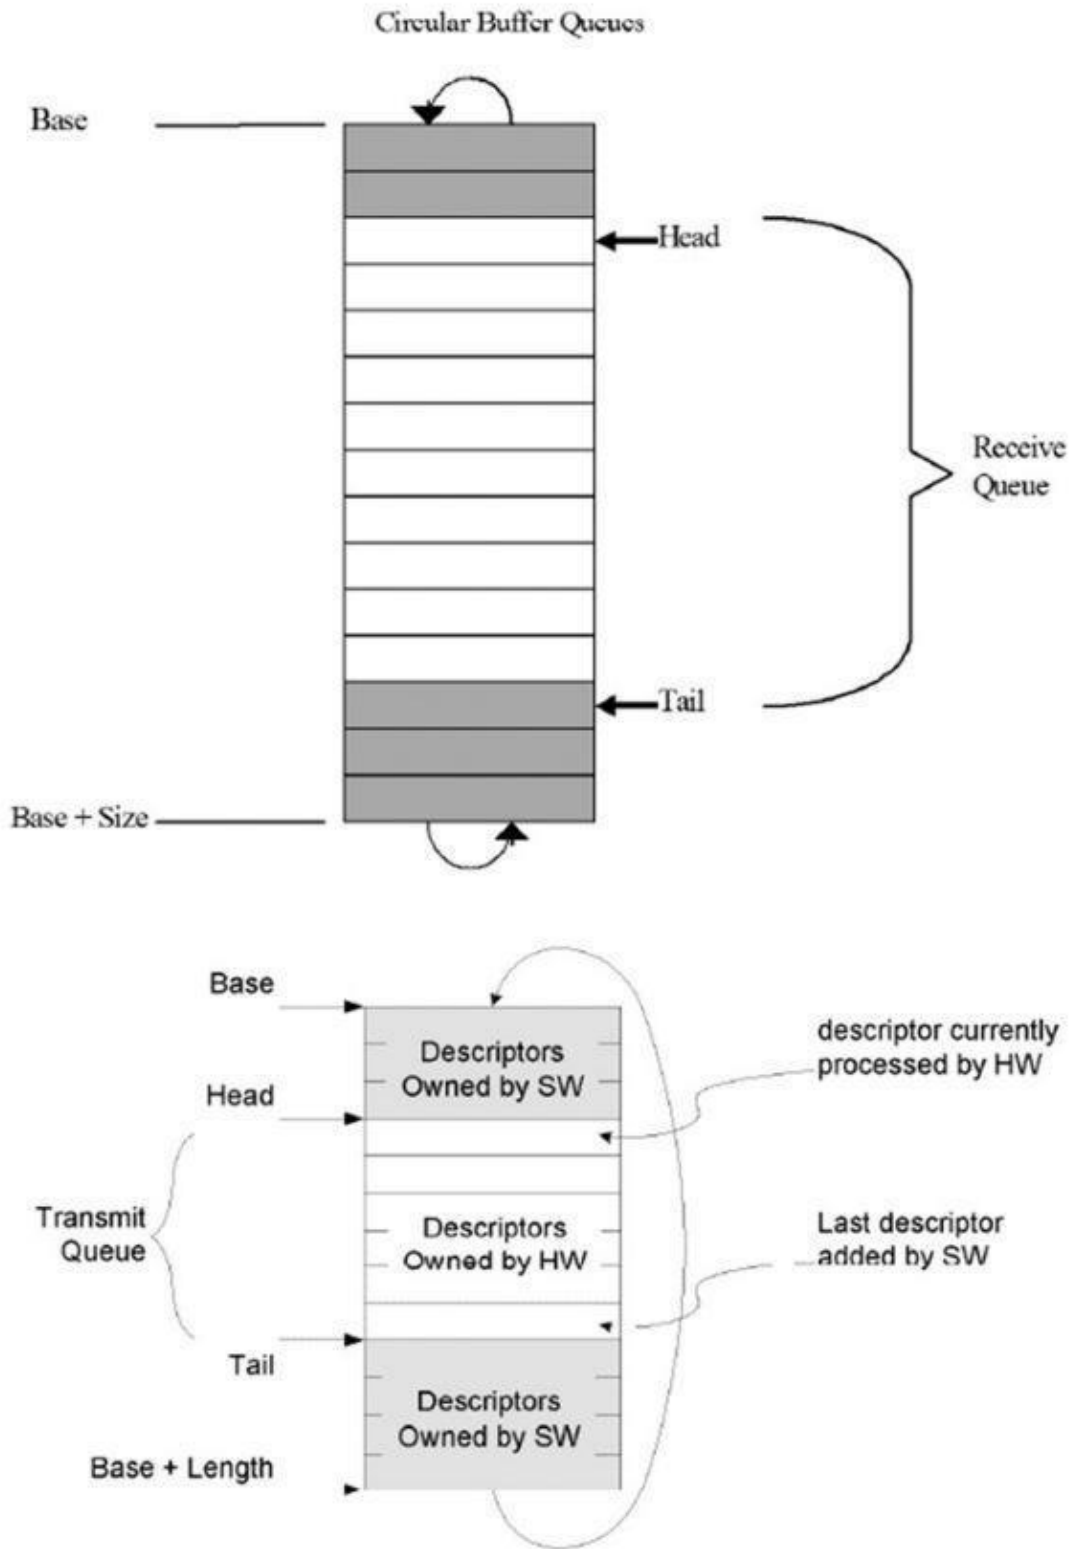 Circular Buffer Queues
Base
Head
Receive
Queue
Tail
Base + Size
Base
descriptor currently
processed by HW
Descriptors
Owned by SW
Head
Transmit
Queue
Descriptors
Owned by HW
Last descriptor
added by SW
Tail
Descriptors
Owned by SW
Base + Length